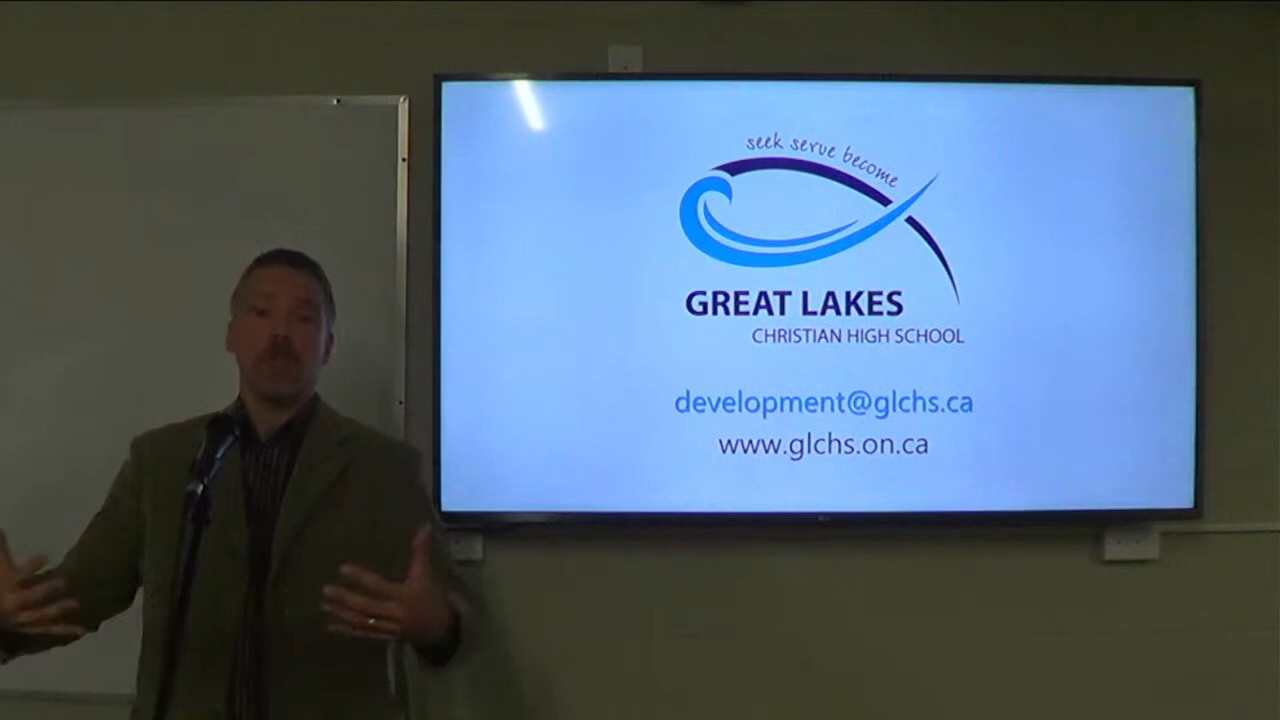 seek serve become
GREAT LAKES
CHRISTIAN HIGH SCHOOL
development@glchs.ca
www.glchs.on.ca